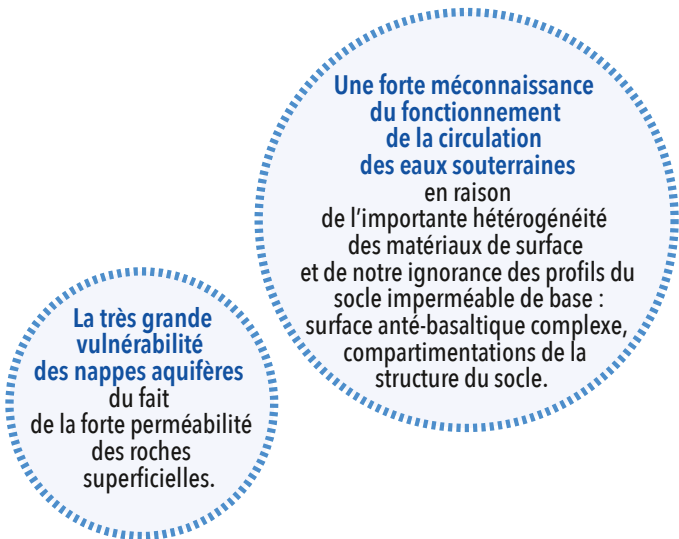 Une forte méconnaissance
du fonctionnement
de la circulation
des eaux souterraines
en raison
de l’importante hétérogénéité
des matériaux de surface
et de notre ignorance des profils du
socle imperméable de base :
surface anté-basaltique complexe,
compartimentations de la
structure du socle.
La très grande
vulnérabilité
des nappes aquifères
du fait
de la forte perméabilité
des roches
superficielles.